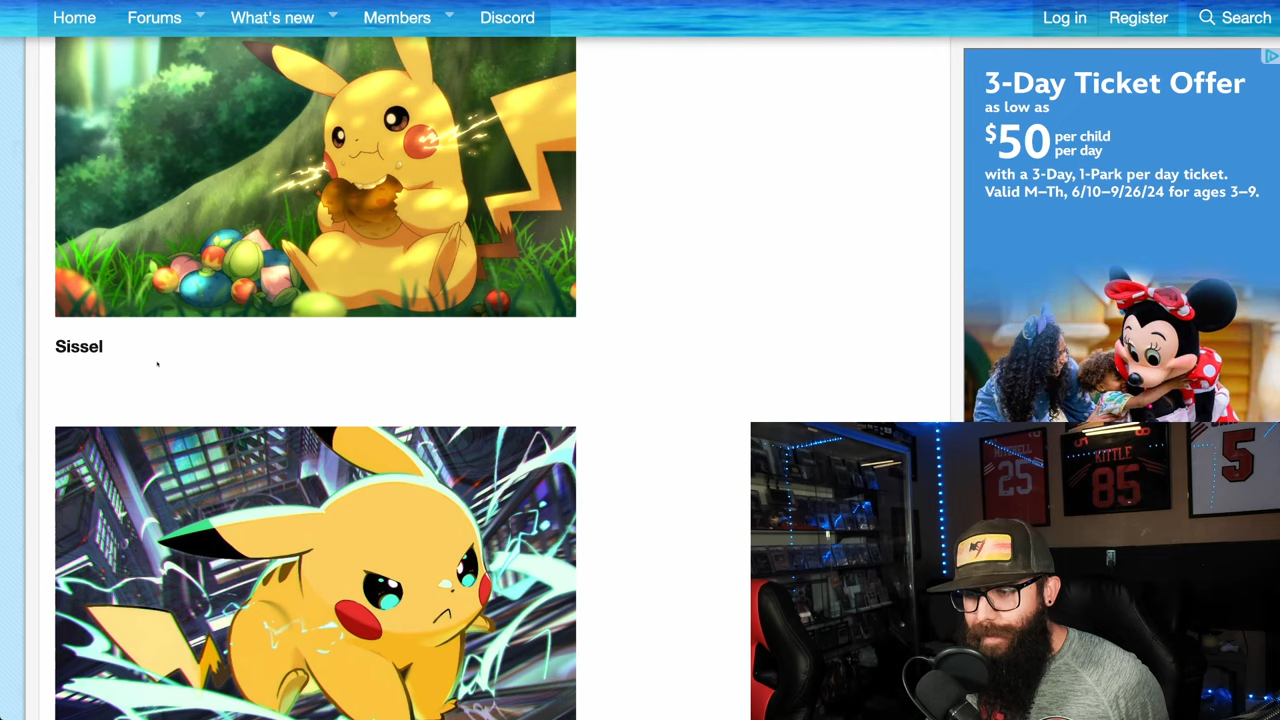 Home Forums What's new Members Discord Log in Register Search
3-Day Ticket Offer
as low as
$50 per child
per day
with a 3-Day, 1-Park per day ticket.
Valid M–Th, 6/10–9/26/24 for ages 3–9.
Sissel
25
KITTLE
85
5